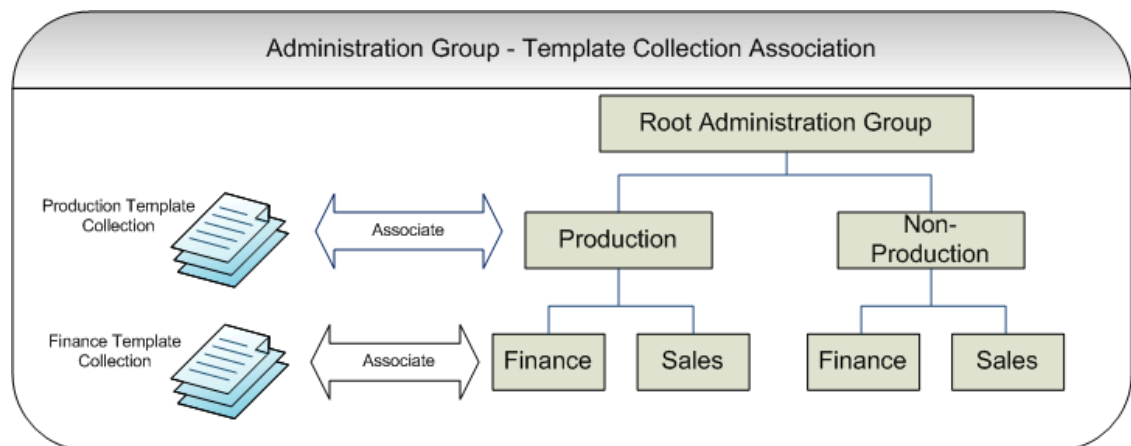 Administration Group - Template Collection Association
Root Administration Group
Production Template
Collection
Associate
Production
Non-
Production
Finance Template
Collection
Associate
Finance
Sales
Finance
Sales